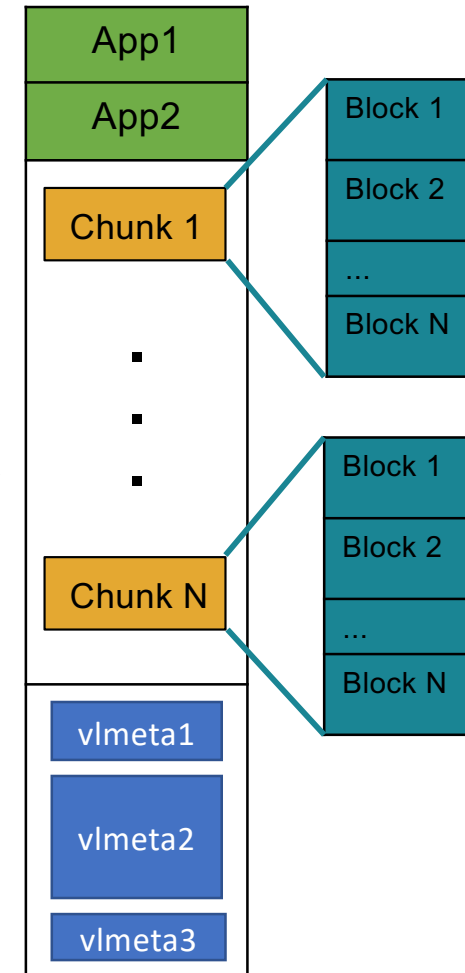 App1
App2
Chunk 1
Block 1
Block 2
...
Block N
.
.
.
Chunk N
Block 1
Block 2
...
Block N
vlmeta1
vlmeta2
vlmeta3